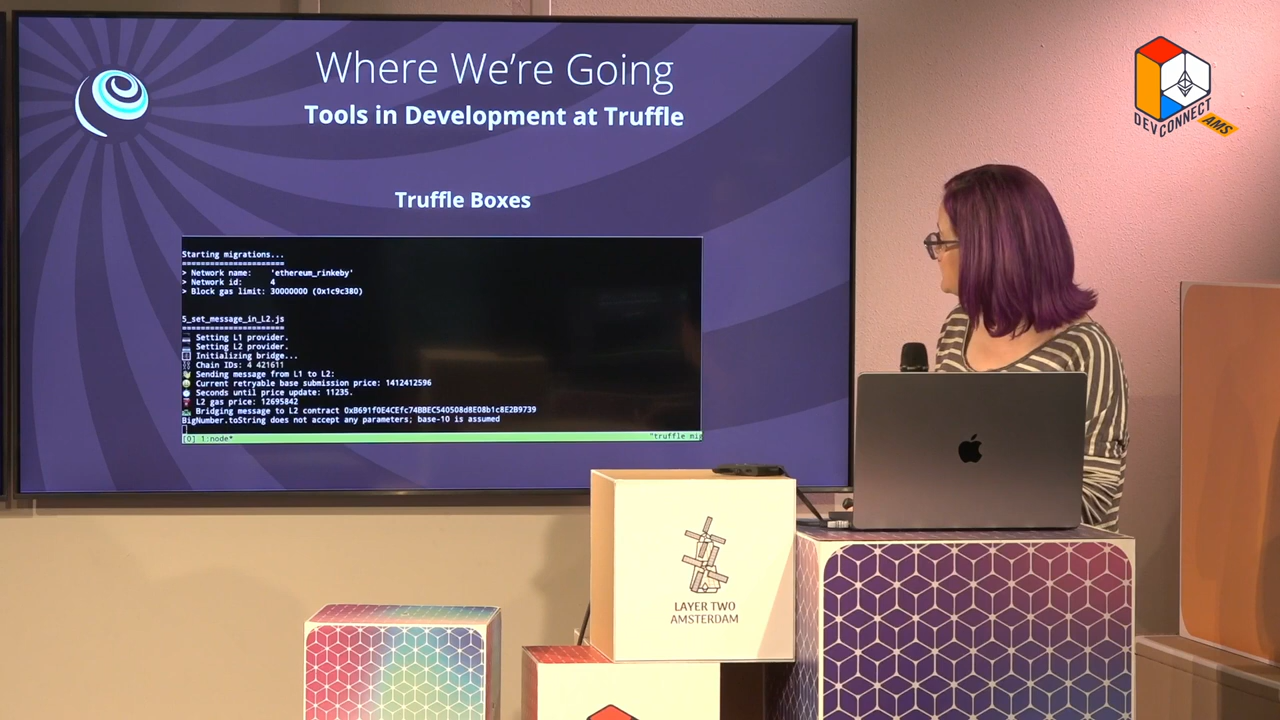 Where We're Going
Tools in Development at Truffle
Truffle Boxes
Starting migrations...
======================
> Network name:    'ethereum_rinkeby'
> Network id:      4
> Block gas limit: 30000000 (0x1c9c380)
5_set_message_in_L2.js
======================
Setting L1 provider.
Setting L2 provider.
Initializing bridge...
Chain IDs: 4 421611
Sending message from L1 to L2:
Current retryable base submission price: 1412412596
Seconds until price update: 11235.
L2 gas price: 12695842
Bridging message to L2 contract 0xB691f0E4CEfc74BBEC540508d8E08b1c8E2B9739
BigNumber.toString does not accept any parameters; base-10 is assumed
[0] 1:node*
"truffle mig
DEVCONNECT
AMS
LAYER TWO
AMSTERDAM